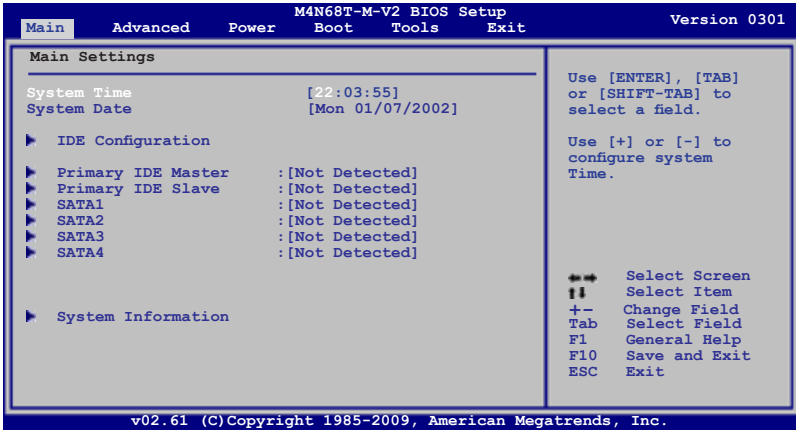 M4N68T-M-V2 BIOS Setup
Version 0301
Main Advanced Power Boot Tools Exit
Main Settings
System Time [22:03:55]
System Date [Mon 01/07/2002]
IDE Configuration
Primary IDE Master :[Not Detected]
Primary IDE Slave :[Not Detected]
SATA1 :[Not Detected]
SATA2 :[Not Detected]
SATA3 :[Not Detected]
SATA4 :[Not Detected]
System Information
Use [ENTER], [TAB]
or [SHIFT-TAB] to
select a field.
Use [+] or [-] to
configure system
Time.
←→ Select Screen
↑↓ Select Item
+- Change Field
Tab Select Field
F1 General Help
F10 Save and Exit
ESC Exit
v02.61 (C)Copyright 1985-2009, American Megatrends, Inc.